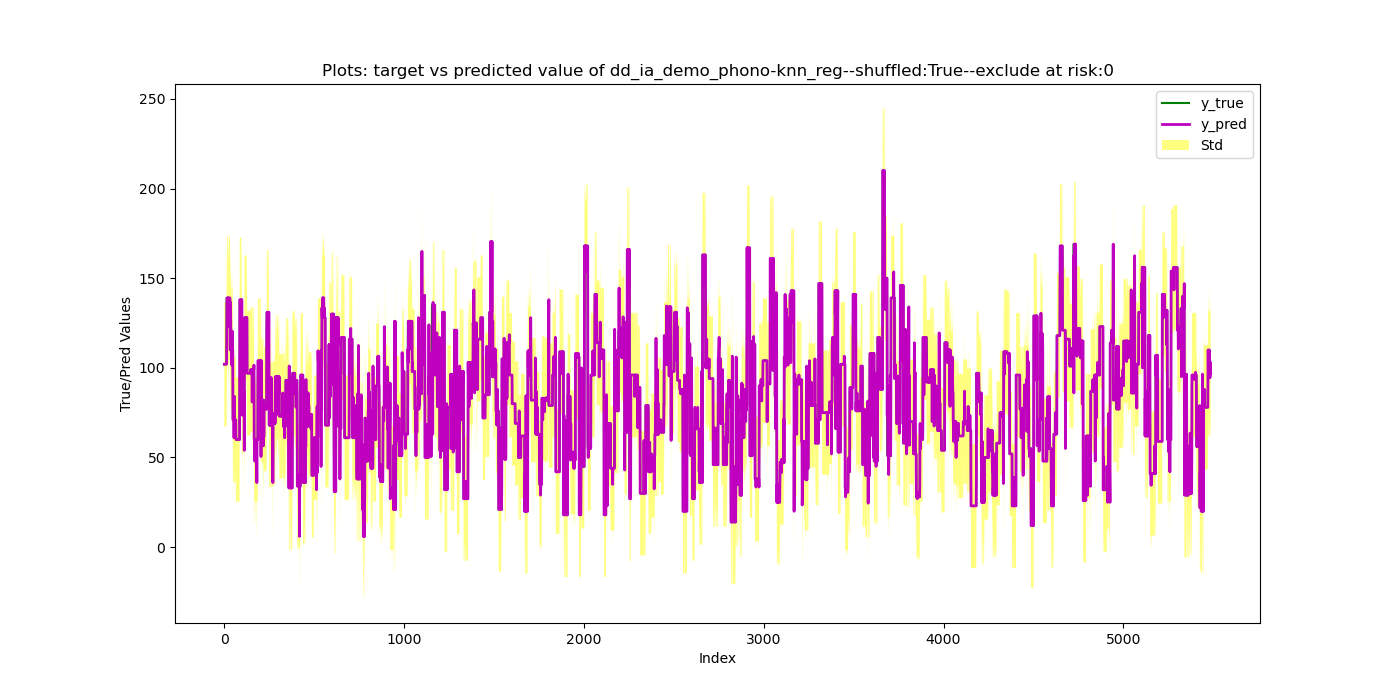 Plots: target vs predicted value of dd_ia_demo_phono-knn_reg--shuffled:True--exclude at risk:0
y_true
y_pred
Std
True/Pred Values
250
200
150
100
50
0
0 1000 2000 3000 4000 5000
Index